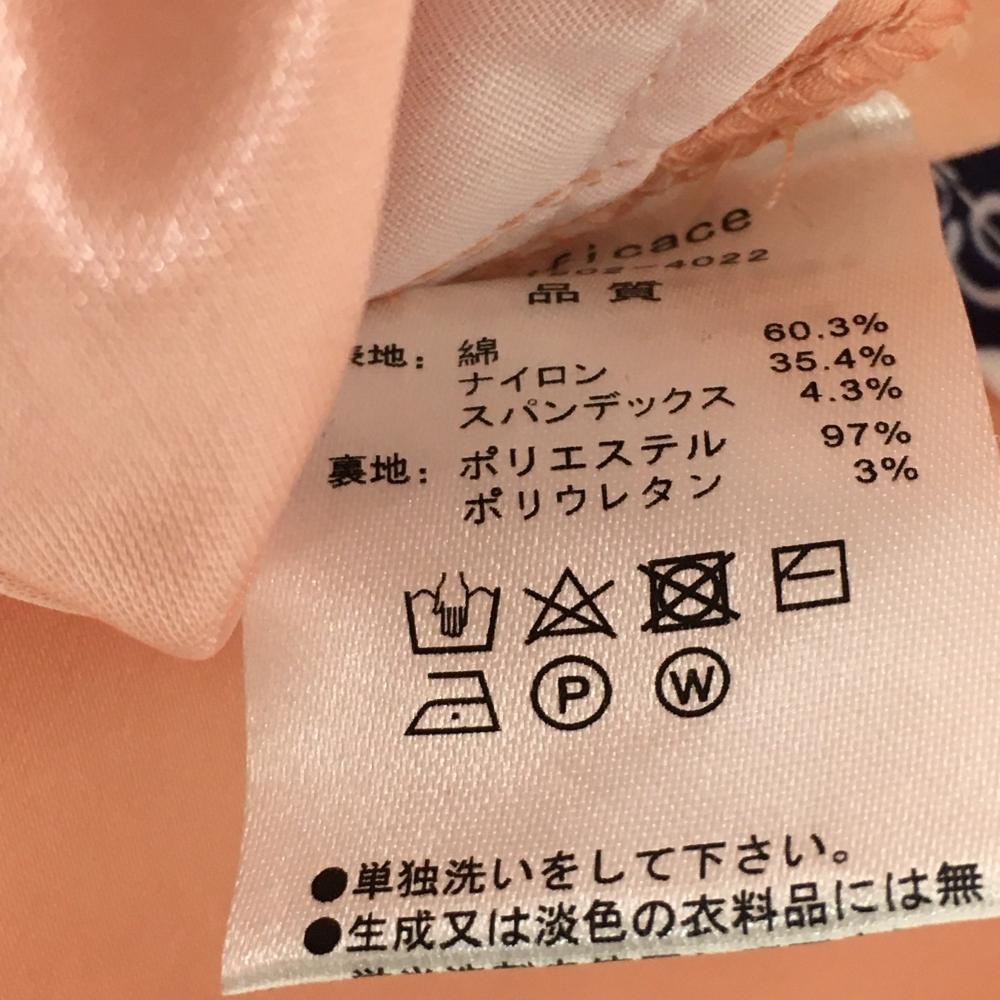 ficace
品質
表地: 綿 60.3%
ナイロン 35.4%
スパンデックス 4.3%
裏地: ポリエステル 97%
ポリウレタン 3%
P W
●単独洗いをして下さい。
●生成又は淡色の衣料品には無